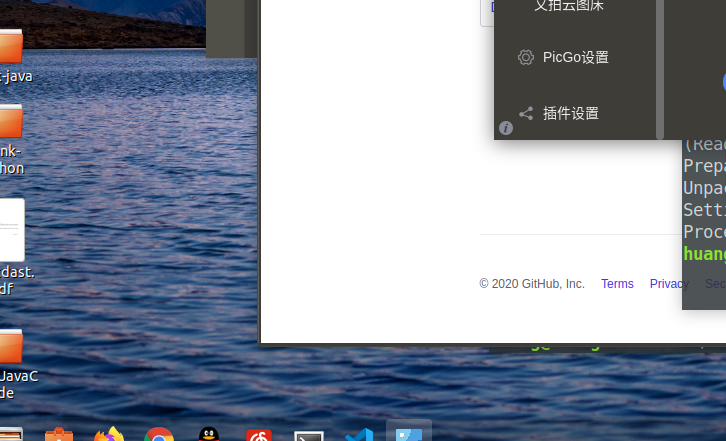 又拍云图床
PicGo设置
插件设置
-java
nk-
hon
dast.
df
JavaC
de
(Read
Prepa
Unpac
Setti
Proce
huang
© 2020 GitHub, Inc.
Terms
Privacy
Sec